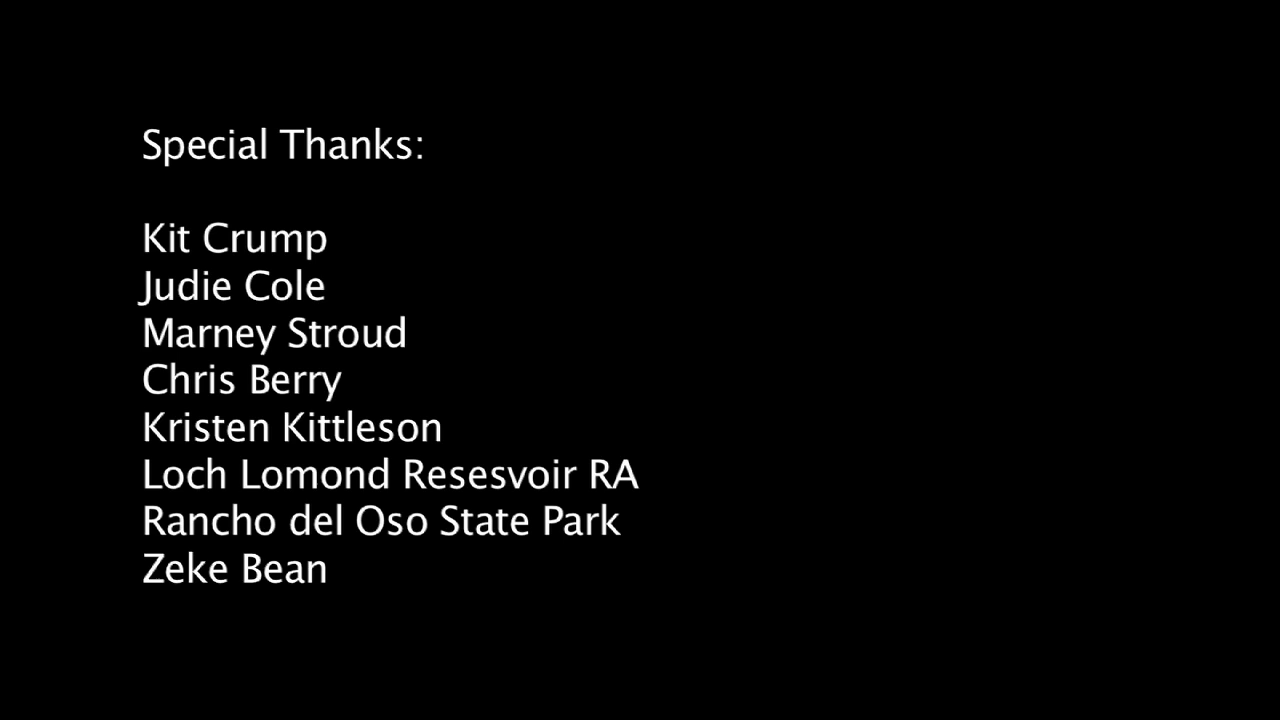 Special Thanks:
Kit Crump
Judie Cole
Marney Stroud
Chris Berry
Kristen Kittleson
Loch Lomond Resesvoir RA
Rancho del Oso State Park
Zeke Bean